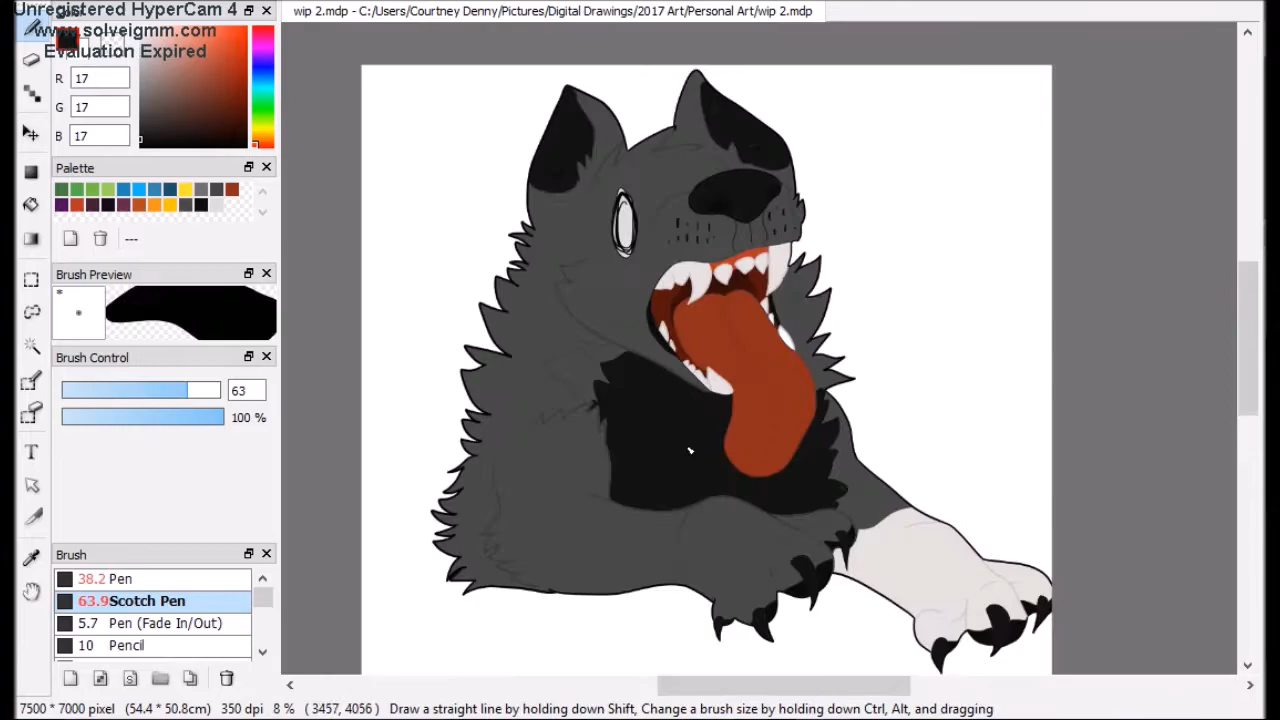 Unregistered HyperCam 4
www.solveigmm.com
Evaluation Expired
wip 2.mdp - C:/Users/Courtney Denny/Pictures/Digital Drawings/2017 Art/Personal Art/wip 2.mdp
R 17
G 17
B 17
Palette
---
Brush Preview
*
Brush Control
63
100 %
Brush
38.2 Pen
63.9 Scotch Pen
5.7 Pen (Fade In/Out)
10 Pencil
7500 * 7000 pixel (54.4 * 50.8cm) 350 dpi 8 % (3457, 4056) Draw a straight line by holding down Shift, Change a brush size by holding down Ctrl, Alt, and dragging